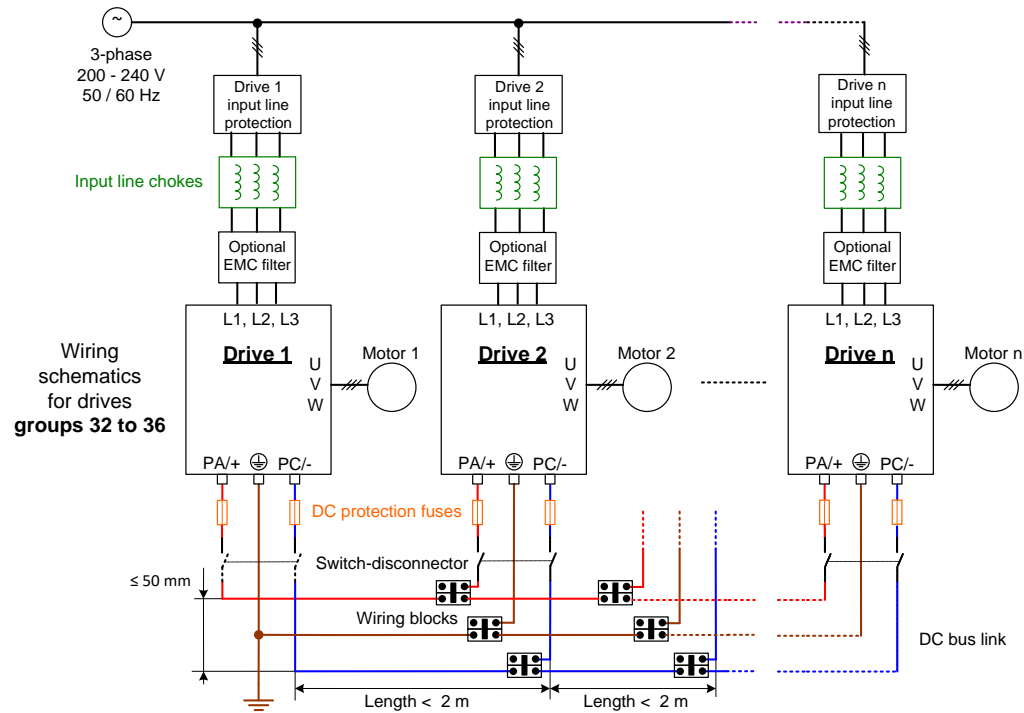 ~
3-phase
200 - 240 V
50 / 60 Hz
Drive 1
input line
protection
Drive 2
input line
protection
Drive n
input line
protection
Input line chokes
Optional
EMC filter
Optional
EMC filter
Optional
EMC filter
L1, L2, L3
L1, L2, L3
L1, L2, L3
Wiring
schematics
for drives
groups 32 to 36
Drive 1
U
V
W
Motor 1
Drive 2
U
V
W
Motor 2
Drive n
U
V
W
Motor n
PA/+ PC/-
PA/+ PC/-
PA/+ PC/-
DC protection fuses
Switch-disconnector
≤ 50 mm
Wiring blocks
DC bus link
Length < 2 m
Length < 2 m